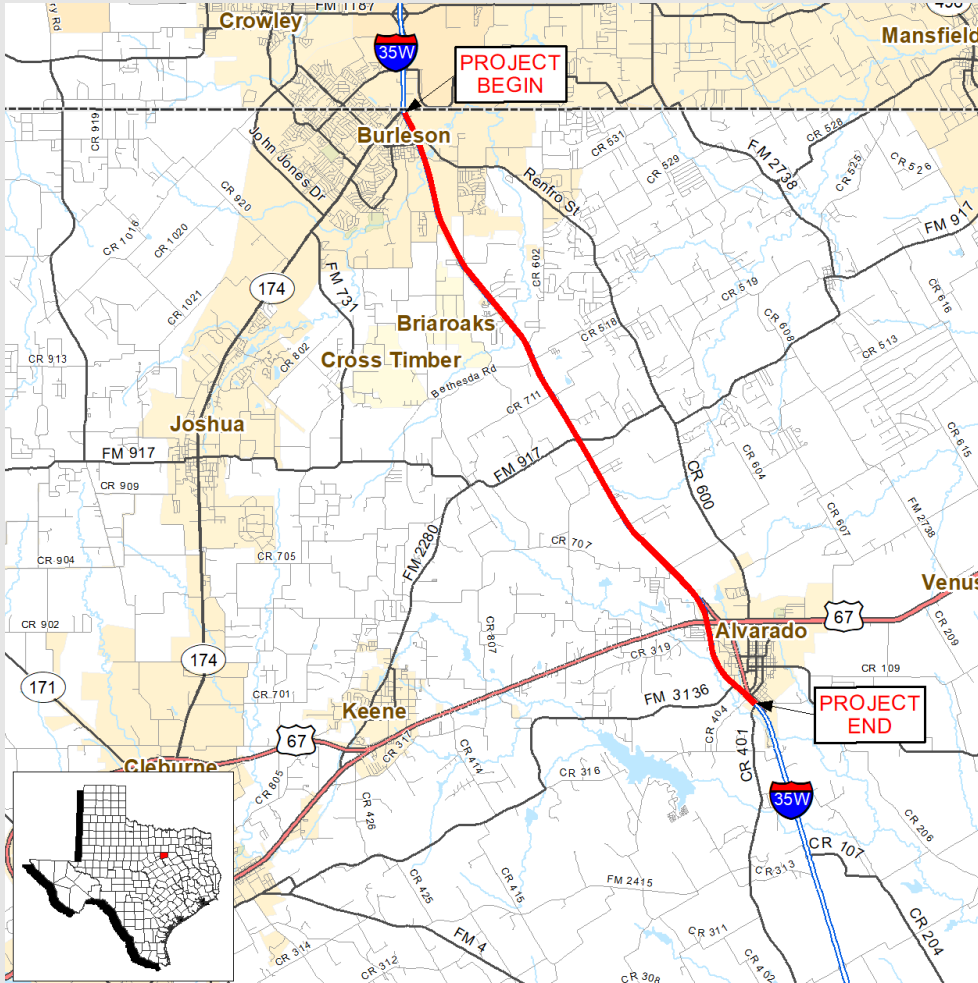 FM 1187
ry Rd
Crowley
35W
PROJECT
BEGIN
Mansfield
CR 919
John Jones Dr
Burleson
CR 531
CR 528
CR 529
FM 2738
CR 525
CR 526
CR 920
Renfro St
FM 917
CR 1016
CR 1020
CR 602
174
FM 731
CR 519
CR 616
CR 1021
Briaroaks
CR 518
CR 608
CR 802
Cross Timber
CR 513
CR 913
Bethesda Rd
CR 711
Joshua
CR 615
FM 917
FM 917
CR 604
CR 600
CR 909
CR 607
FM 2738
CR 707
FM 2280
CR 904
CR 705
Venus
CR 902
67
Alvarado
CR 807
CR 319
CR 209
174
CR 109
171
CR 701
FM 3136
Keene
PROJECT
END
CR 404
67
CR 317
CR 401
Cleburne
CR 414
CR 316
CR 805
35W
CR 426
CR 206
CR 107
CR 313
CR 425
CR 415
FM 2415
CR 204
FM 4
CR 311
CR 314
CR 312
CR 402
CR 308